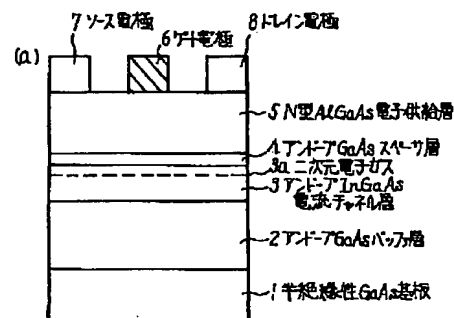 (a)
7 ソース電極
6 ゲート電極
8 ドレイン電極
5 N型AlGaAs電子供給層
4 アンドープGaAsスペーサ層
3a 二次元電子ガス
3 アンドープInGaAs
電流チャネル層
2 アンドープGaAsバッファ層
1 半絶縁性GaAs基板